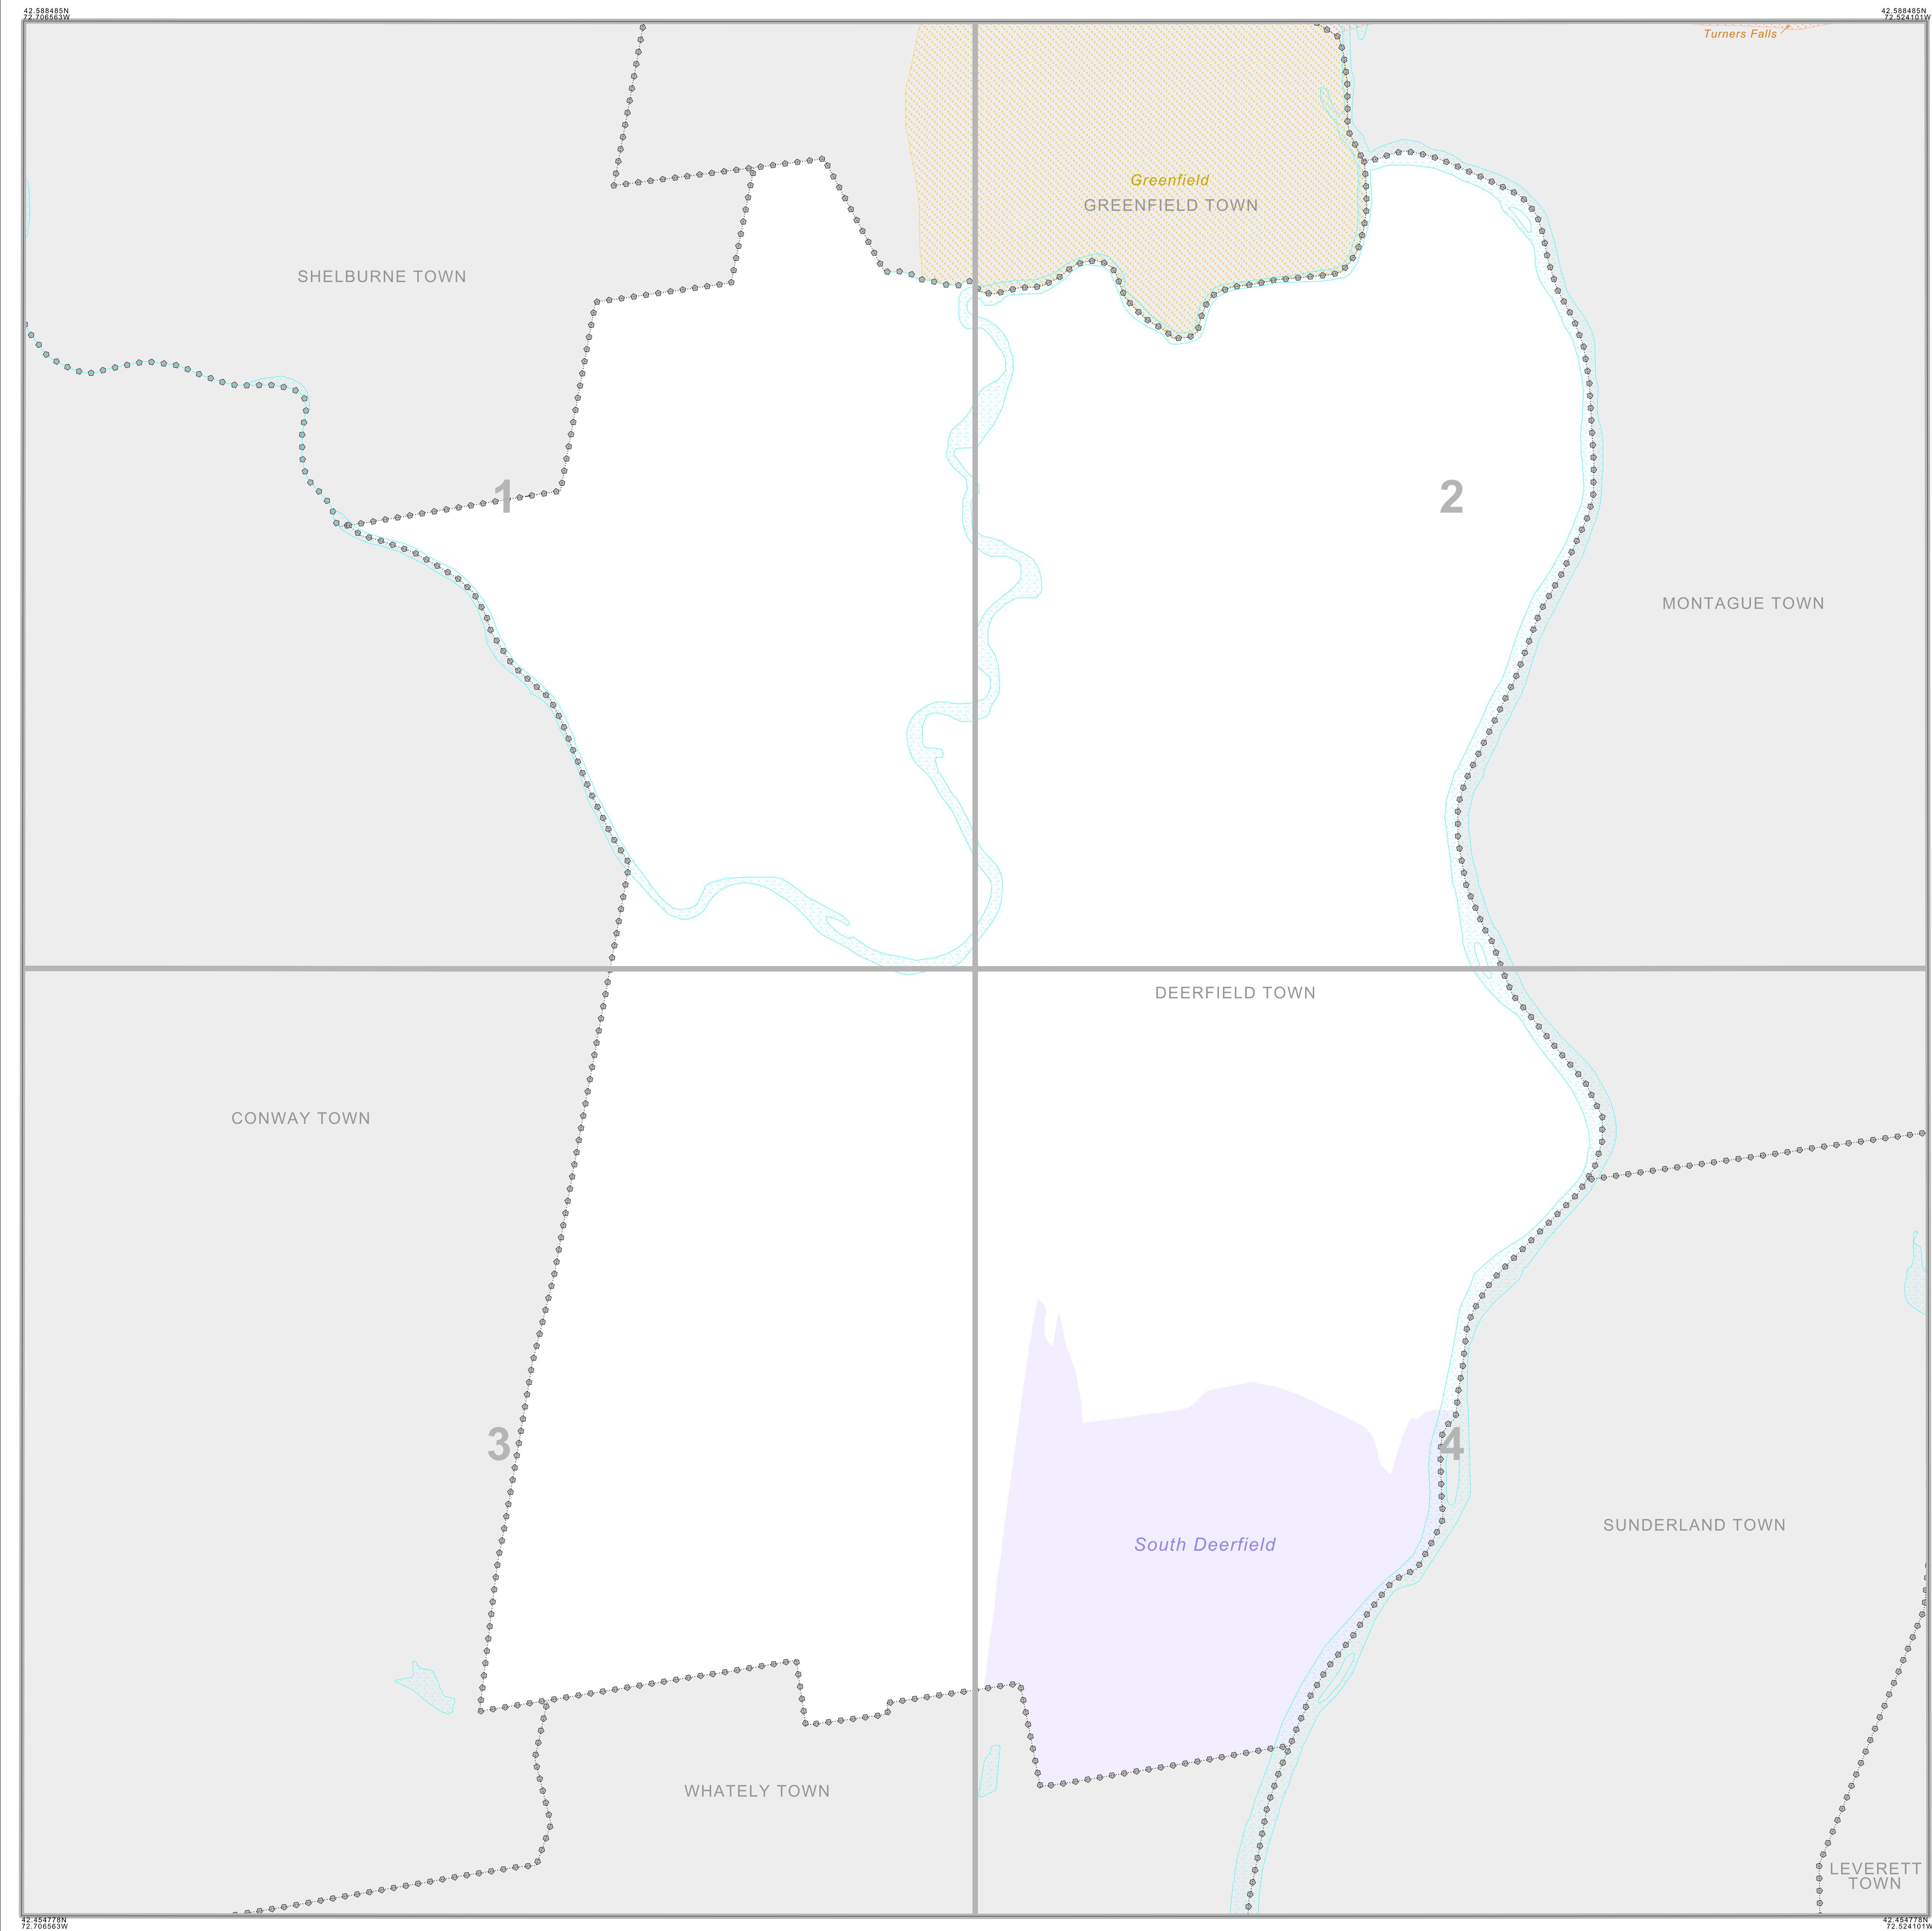 42.588485N
72.706563W
42.588485N
72.524101W
Turners Falls
Greenfield
GREENFIELD TOWN
SHELBURNE TOWN
1
2
MONTAGUE TOWN
DEERFIELD TOWN
CONWAY TOWN
3
4
SUNDERLAND TOWN
South Deerfield
WHATELY TOWN
LEVERETT
TOWN
42.454778N
72.706563W
42.454778N
72.524101W